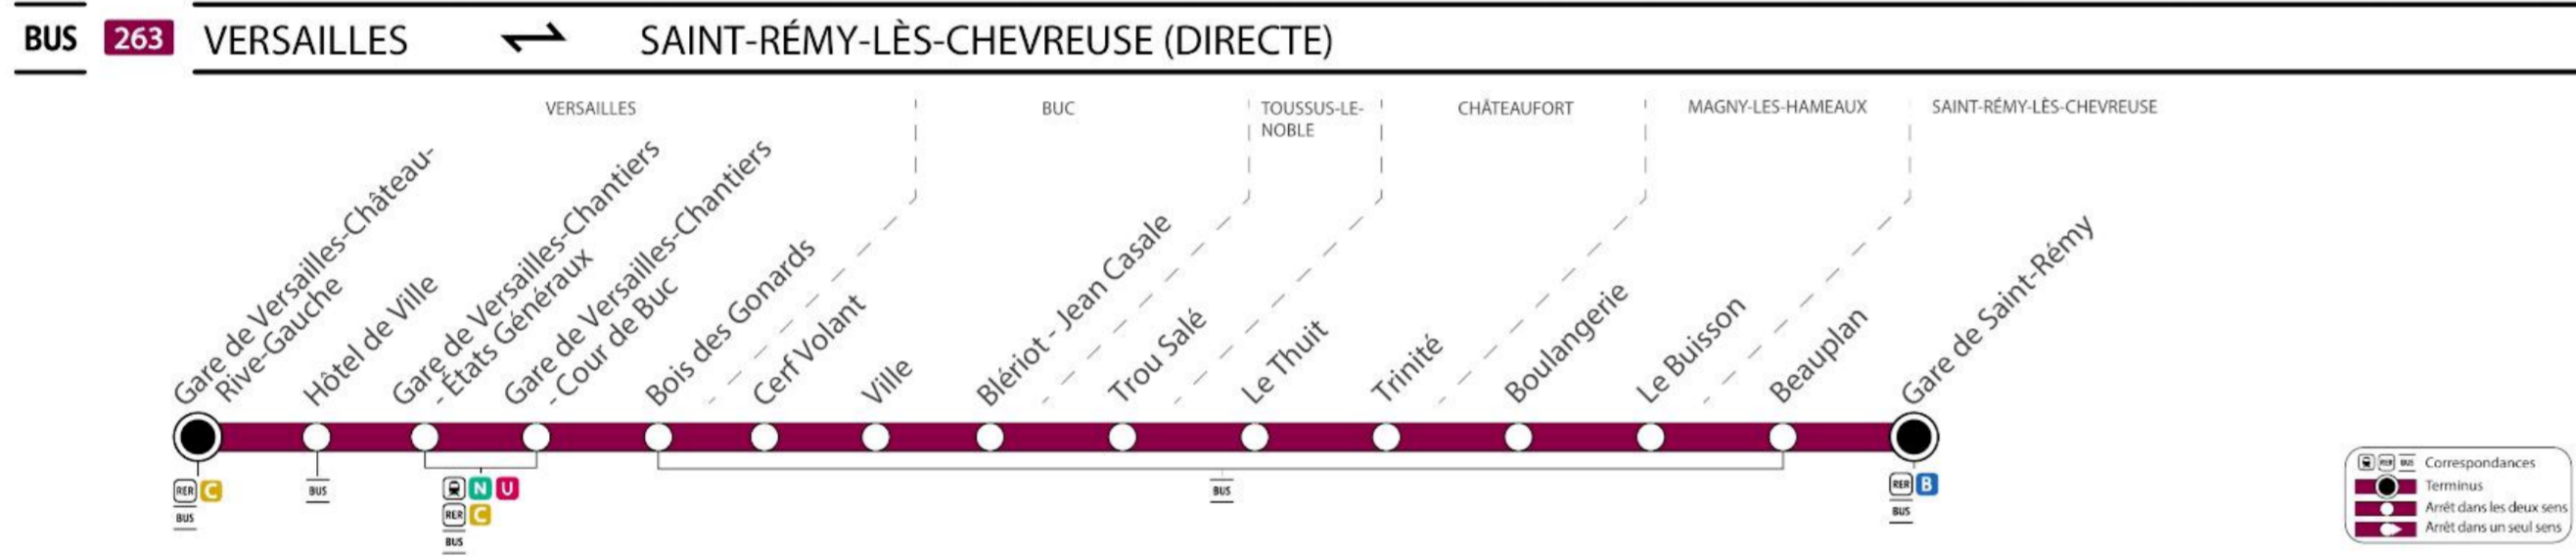 BUS 263 VERSAILLES SAINT-RÉMY-LÈS-CHEVREUSE (DIRECTE)
VERSAILLES
BUC
TOUSSUS-LE-
NOBLE
CHÂTEAUFORT
MAGNY-LES-HAMEAUX
SAINT-RÉMY-LÈS-CHEVREUSE
Gare de Versailles-Château-
Rive-Gauche
Hôtel de Ville
Gare de Versailles-Chantiers
- États Généraux
Gare de Versailles-Chantiers
- Cour de Buc
Bois des Gonards
Cerf Volant
Ville
Blériot - Jean Casale
Trou Salé
Le Thuit
Trinité
Boulangerie
Le Buisson
Beauplan
Gare de Saint-Rémy
RER C
BUS
BUS
N U
RER C
BUS
BUS
RER B
BUS
RER BUS Correspondances
Terminus
Arrêt dans les deux sens
Arrêt dans un seul sens